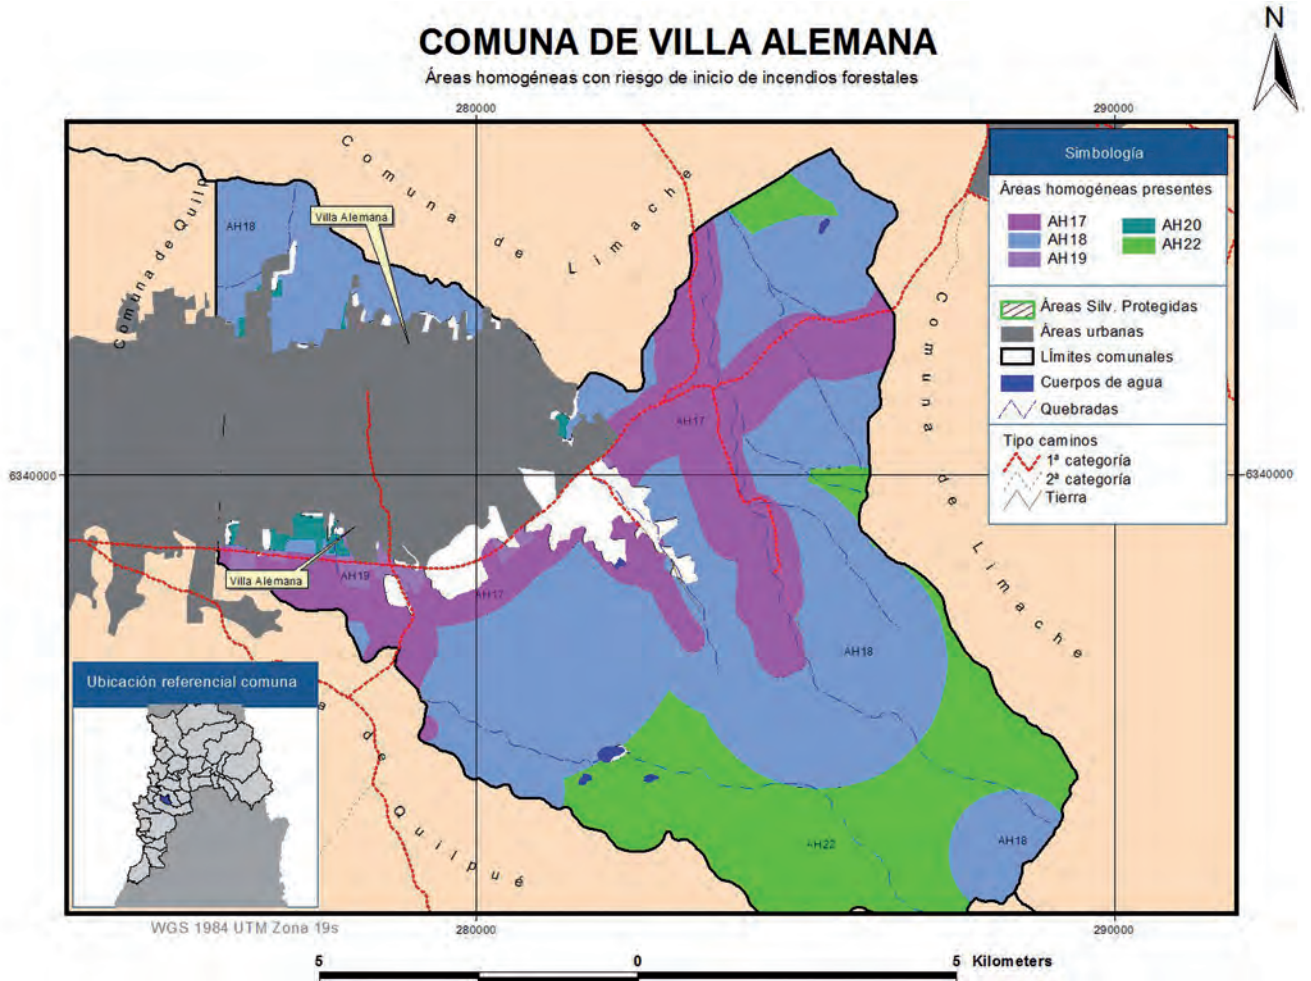 N
COMUNA DE VILLA ALEMANA
Áreas homogéneas con riesgo de inicio de incendios forestales
280000
290000
Simbología
Áreas homogéneas presentes
AH17
AH18
AH19
AH20
AH22
Áreas Silv. Protegidas
Áreas urbanas
LÍmites comunales
Cuerpos de agua
Quebradas
Tipo caminos
1ª categoría
2ª categoría
Tierra
Comuna de Quilp
Comuna de Limache
AH18
Villa Alemana
Comuna de Limache
AH17
6340000
6340000
Villa Alemana
AH19
AH17
AH18
Ubicación referencial comuna
a de Quilpué
AH22
AH18
WGS 1984 UTM Zona 19s
280000
290000
5 0 5 Kilometers